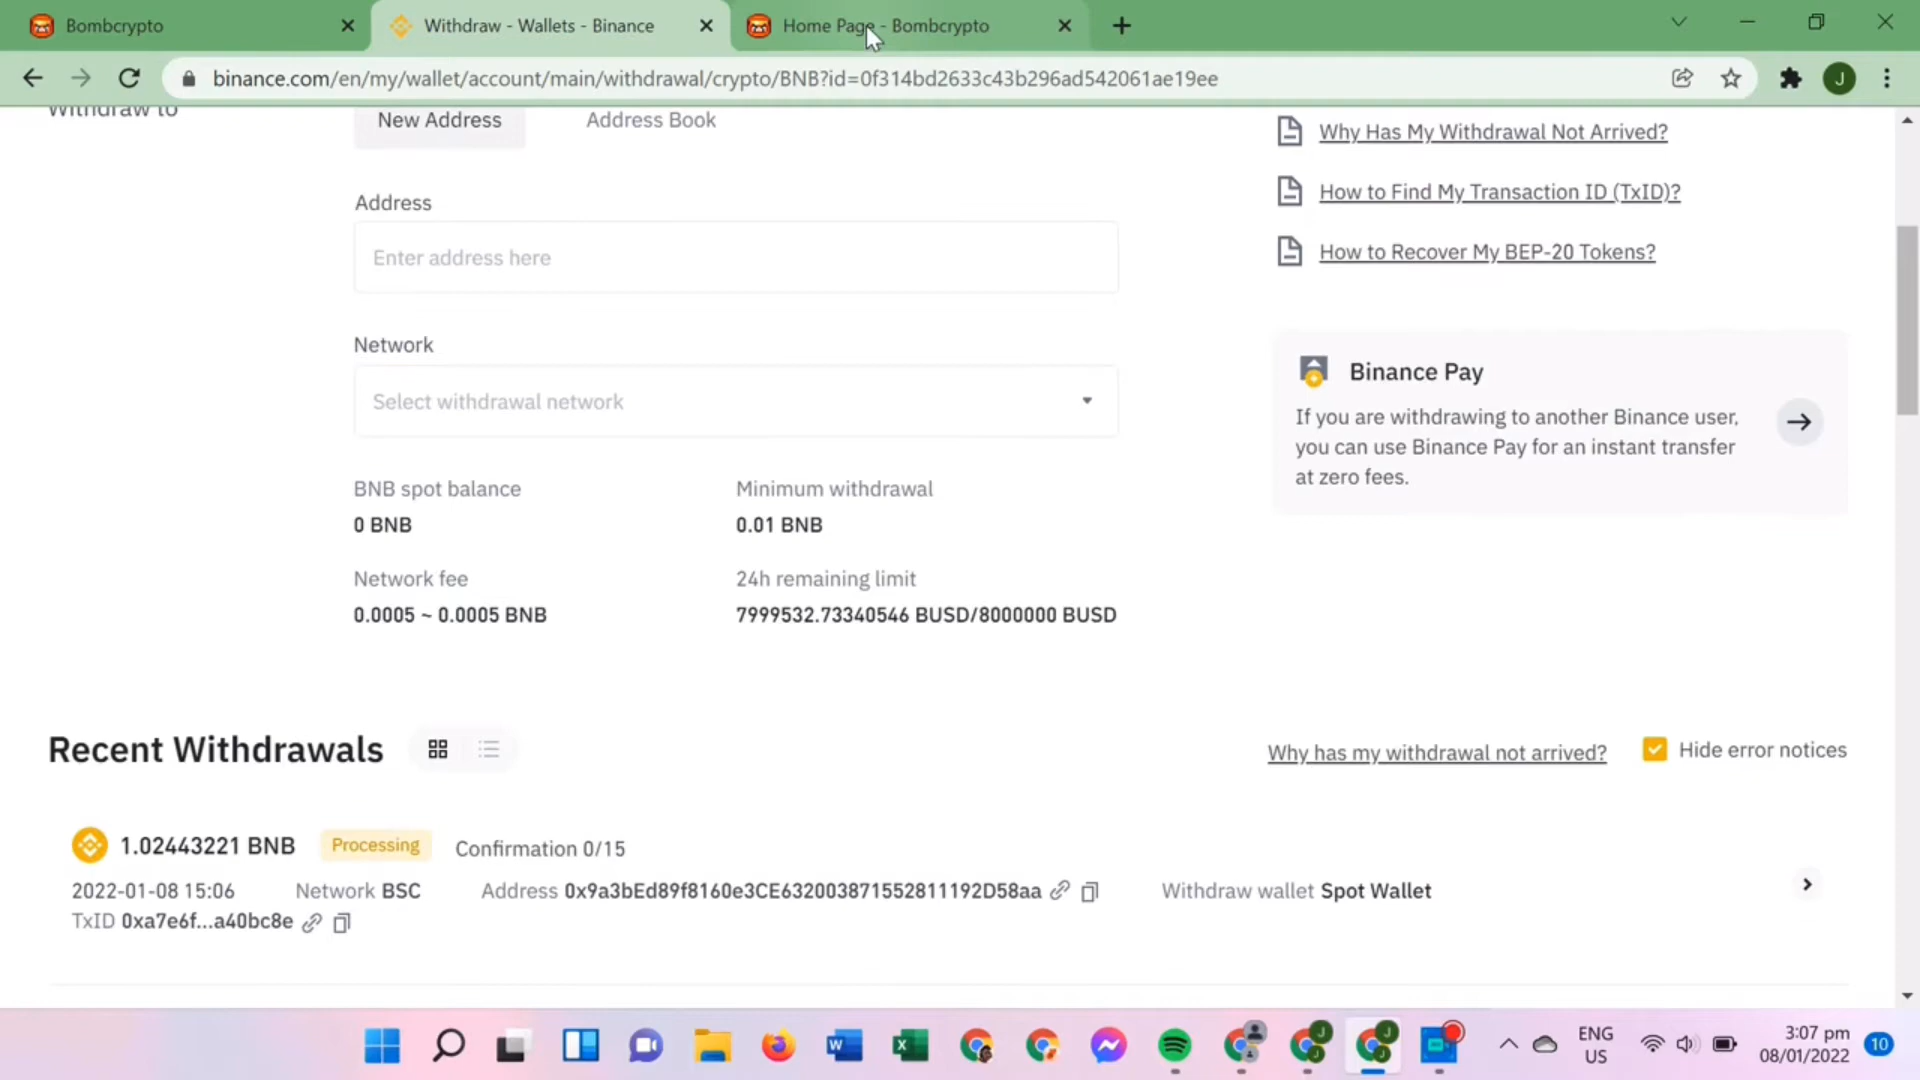 Bombcrypto
Withdraw - Wallets - Binance
Home Page - Bombcrypto
binance.com/en/my/wallet/account/main/withdrawal/crypto/BNB?id=0f314bd2633c43b296ad542061ae19ee
J
Withdraw to
New Address
Address Book
Address
Enter address here
Network
Select withdrawal network
BNB spot balance
0 BNB
Minimum withdrawal
0.01 BNB
Network fee
0.0005 ~ 0.0005 BNB
24h remaining limit
7999532.73340546 BUSD/8000000 BUSD
Why Has My Withdrawal Not Arrived?
How to Find My Transaction ID (TxID)?
How to Recover My BEP-20 Tokens?
Binance Pay
If you are withdrawing to another Binance user,
you can use Binance Pay for an instant transfer
at zero fees.
Recent Withdrawals
Why has my withdrawal not arrived?
Hide error notices
1.02443221 BNB Processing Confirmation 0/15
2022-01-08 15:06 Network BSC Address 0x9a3bEd89f8160e3CE632003871552811192D58aa Withdraw wallet Spot Wallet
TxID 0xa7e6f...a40bc8e
W
X
J
J
J
J
ENG
US
3:07 pm
08/01/2022
10